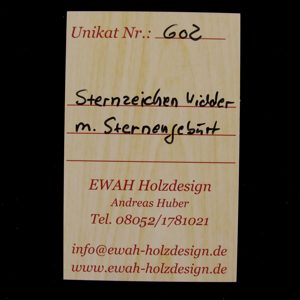 Unikat Nr.: 602
Sternzeichen Widder
m. Sternengeburt
EWAH Holzdesign
Andreas Huber
Tel. 08052/1781021
info@ewah-holzdesign.de
www.ewah-holzdesign.de